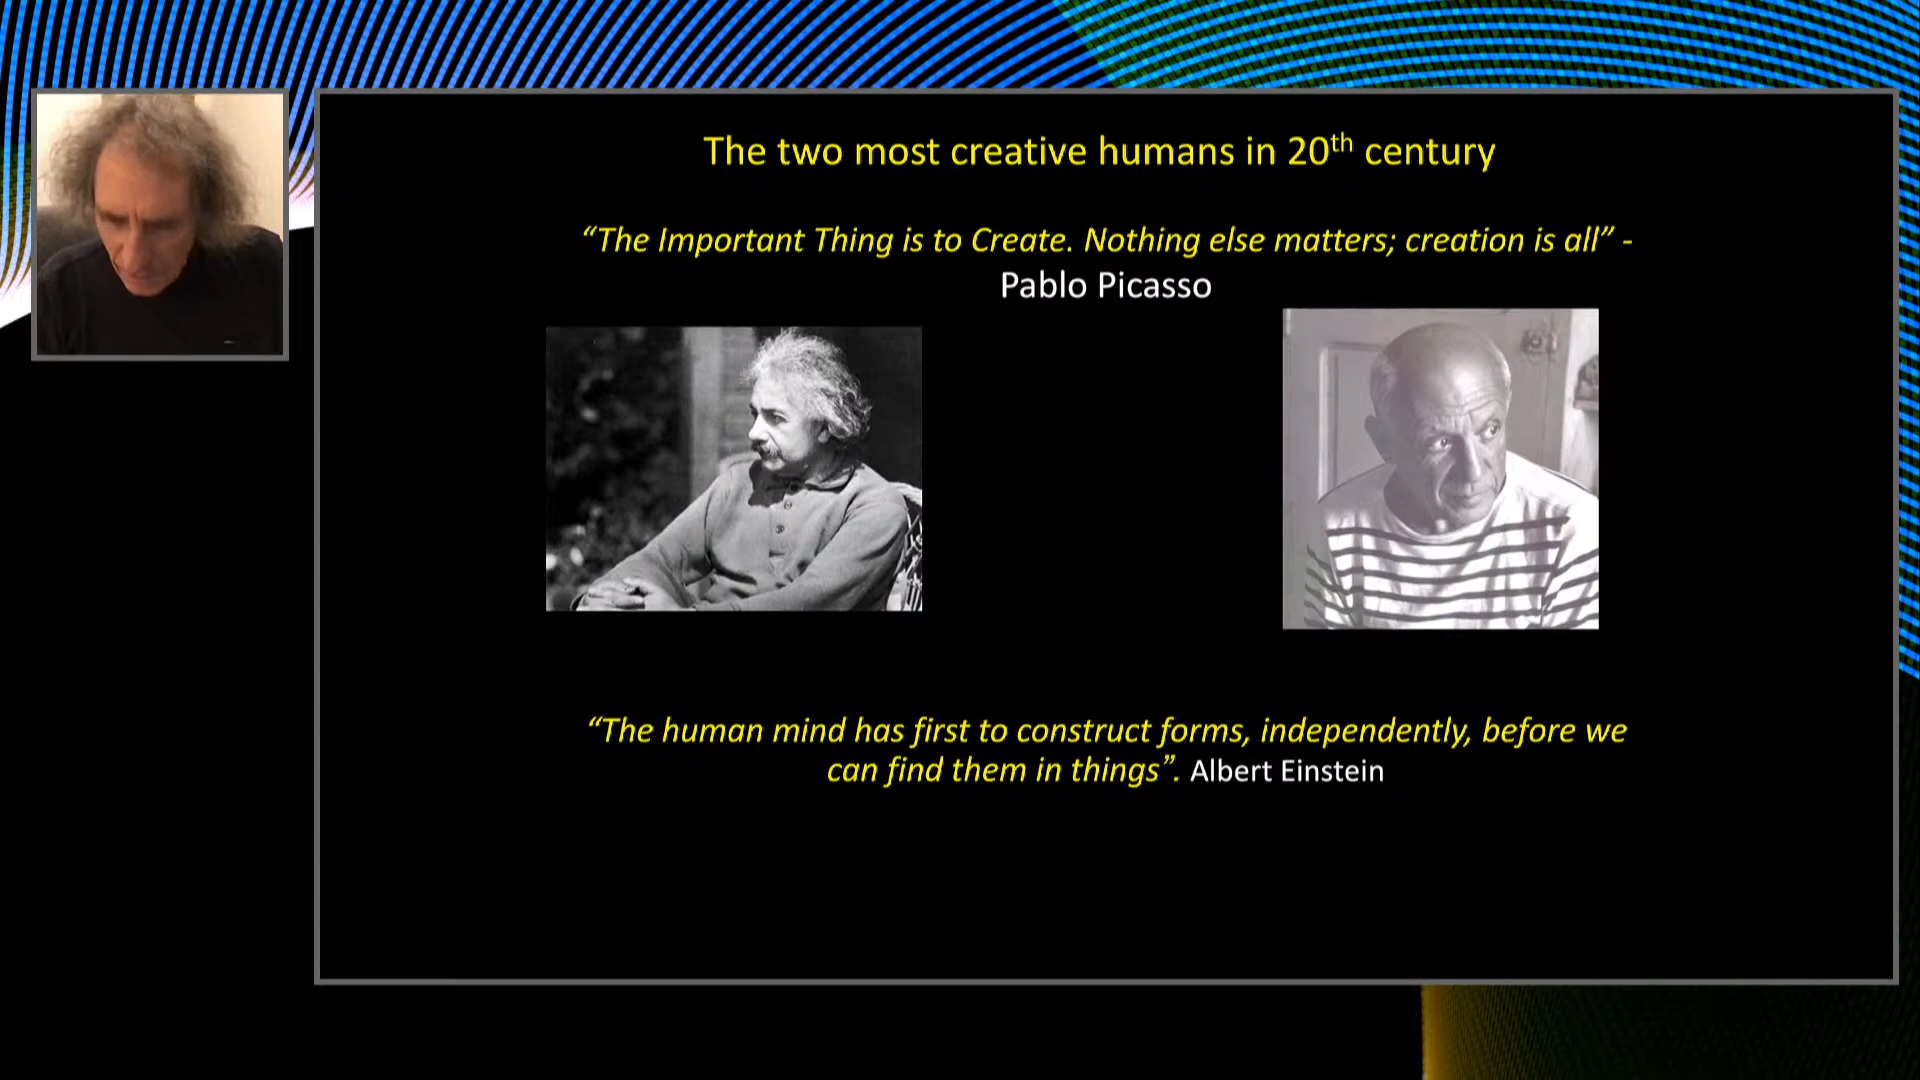 The two most creative humans in 20th century
“The Important Thing is to Create. Nothing else matters; creation is all” -
Pablo Picasso
“The human mind has first to construct forms, independently, before we
can find them in things”. Albert Einstein